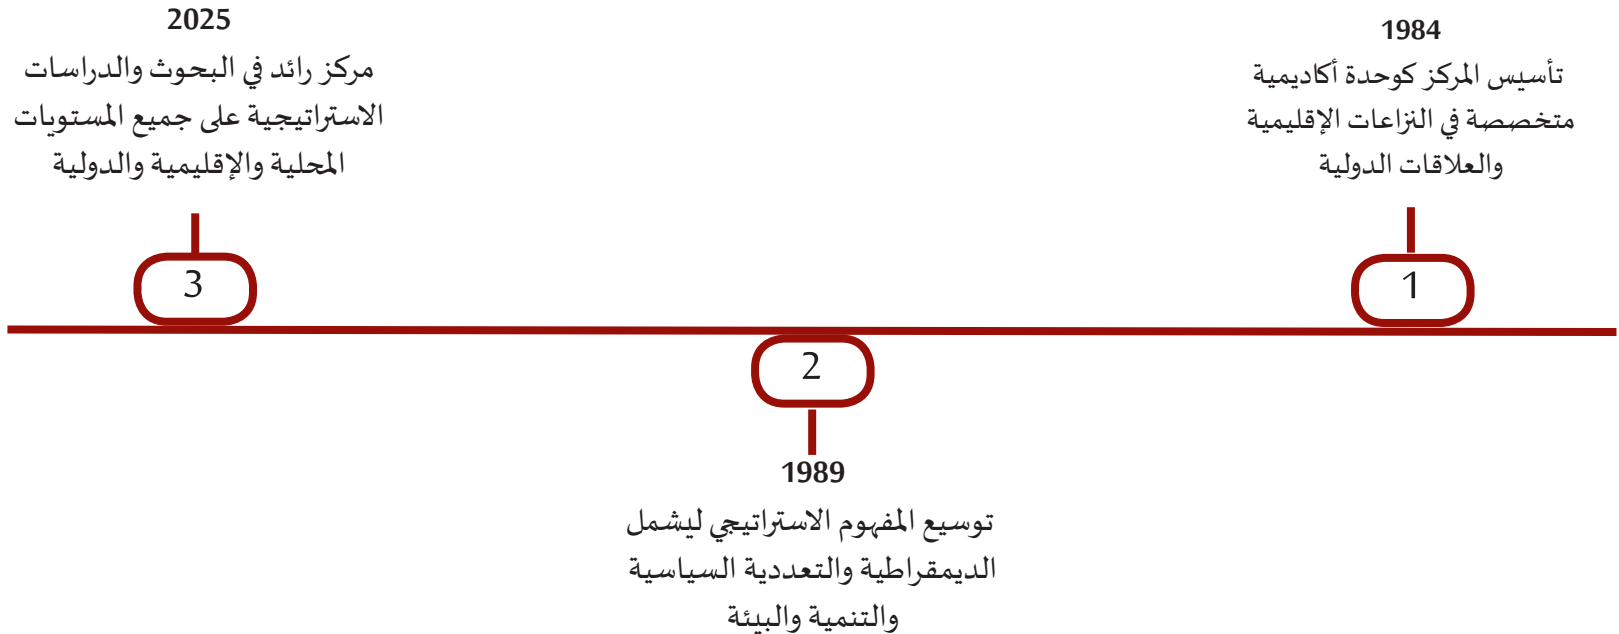 1984
تأسيس المركز كوحدة أكاديمية
متخصصة في النزاعات الإقليمية
والعلاقات الدولية
1
2
1989
توسيع المفهوم الاستراتيجي ليشمل
الديمقراطية والتعددية السياسية
والتنمية والبيئة
2025
مركز رائد في البحوث والدراسات
الاستراتيجية على جميع المستويات
المحلية والإقليمية والدولية
3